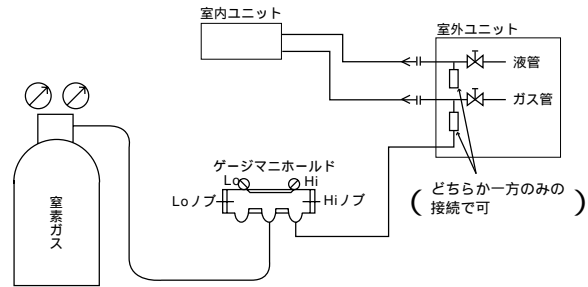 室内ユニット
室外ユニット
液管
ガス管
ゲージマニホールド
Lo
Hi
Loノブ
Hiノブ
窒素ガス
(どちらか一方のみの
接続で可)